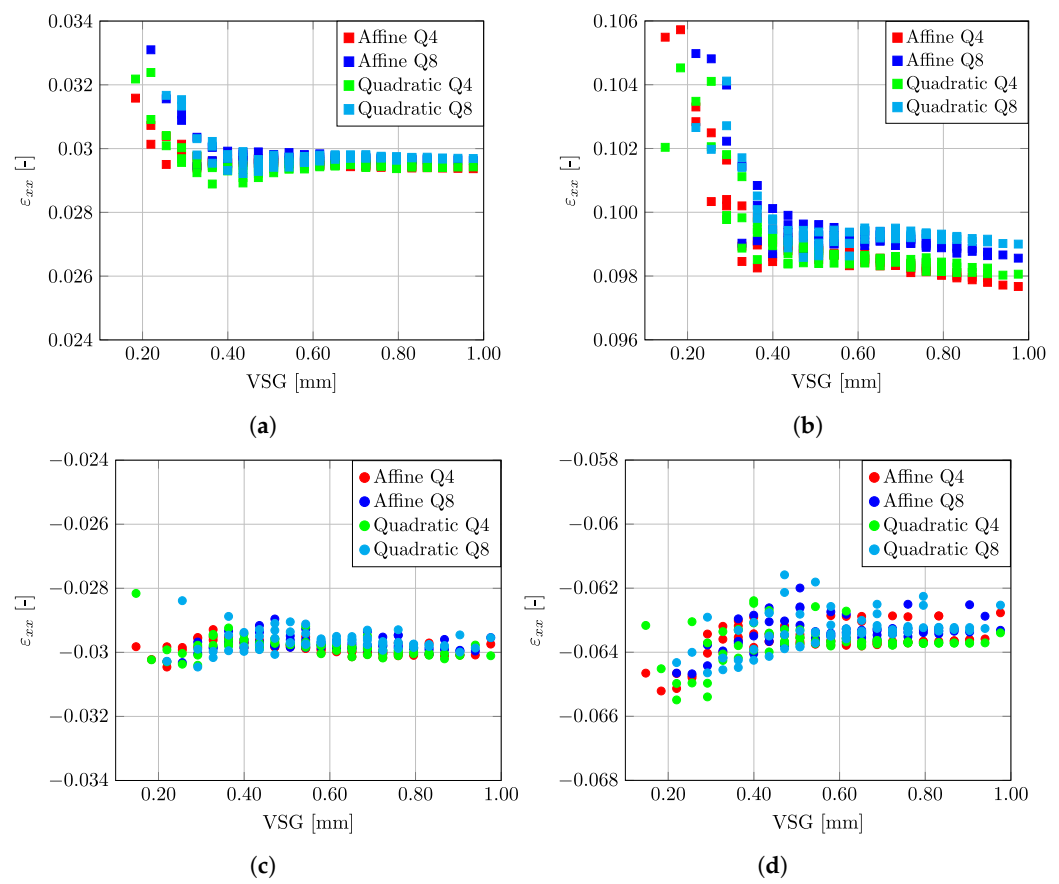 0.034
0.032
0.03
0.028
0.026
0.024
ε_xx [-]
Affine Q4
Affine Q8
Quadratic Q4
Quadratic Q8
0.20 0.40 0.60 0.80 1.00
VSG [mm]
(a)
0.106
0.104
0.102
0.100
0.098
0.096
ε_xx [-]
Affine Q4
Affine Q8
Quadratic Q4
Quadratic Q8
0.20 0.40 0.60 0.80 1.00
VSG [mm]
(b)
−0.024
−0.026
−0.028
−0.03
−0.032
−0.034
ε_xx [-]
Affine Q4
Affine Q8
Quadratic Q4
Quadratic Q8
0.20 0.40 0.60 0.80 1.00
VSG [mm]
(c)
−0.058
−0.06
−0.062
−0.064
−0.066
−0.068
ε_xx [-]
Affine Q4
Affine Q8
Quadratic Q4
Quadratic Q8
0.20 0.40 0.60 0.80 1.00
VSG [mm]
(d)